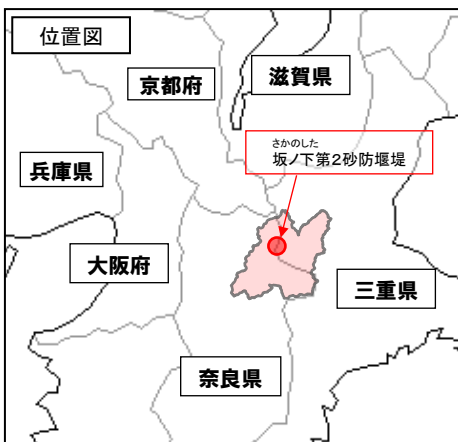 位置図
滋賀県
京都府
さかのした
坂ノ下第2砂防堰堤
兵庫県
大阪府
三重県
奈良県